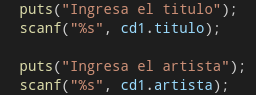 puts("Ingresa el titulo");
scanf("%s", cd1.titulo);
puts("Ingresa el artista");
scanf("%s", cd1.artista);